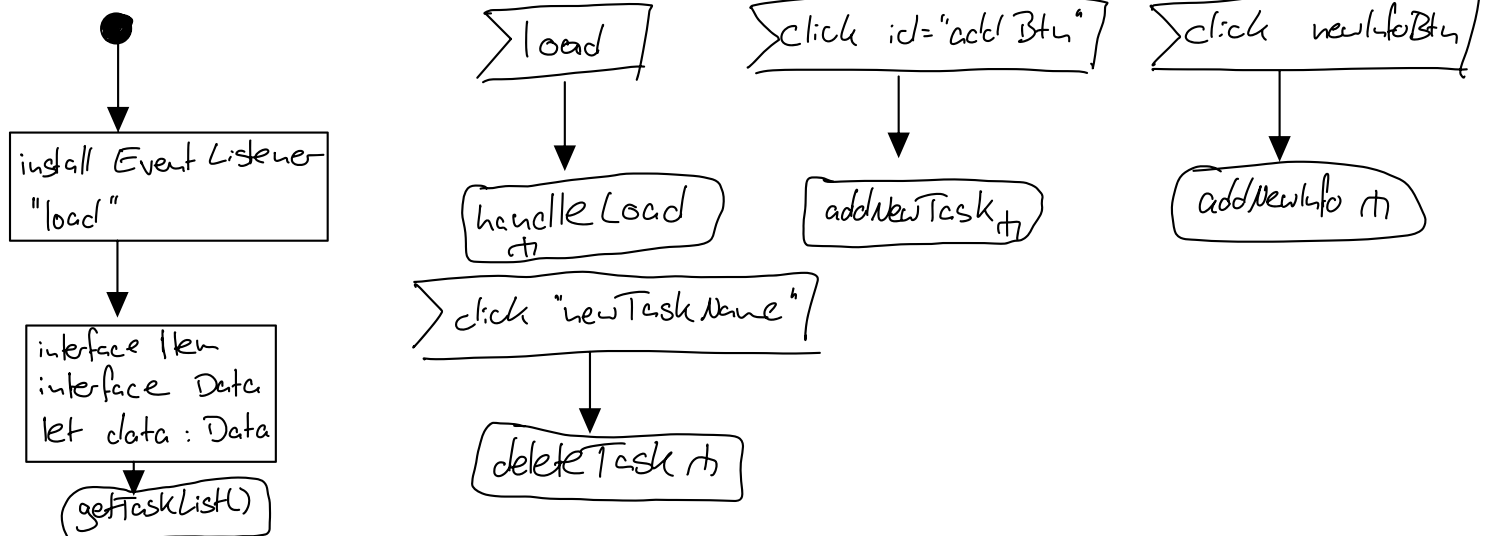 install Event Listener
"load"
interface Item
interface Data
let data : Data
getTaskList()
load
handleLoad
click "newTaskName"
deleteTask
click id="addBtn"
addNewTask
click newInfoBtn
addNewInfo